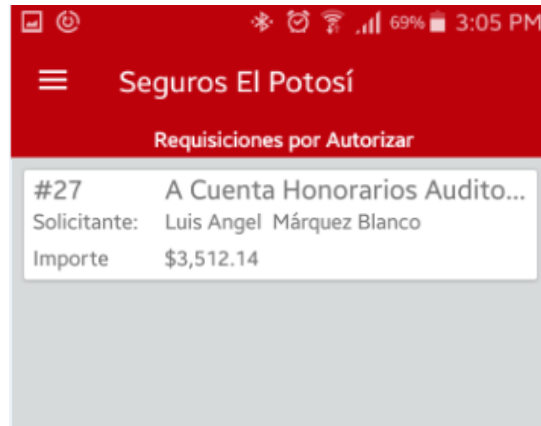 69% 3:05 PM
Seguros El Potosí
Requisiciones por Autorizar
#27 A Cuenta Honorarios Audito...
Solicitante: Luis Angel Márquez Blanco
Importe $3,512.14